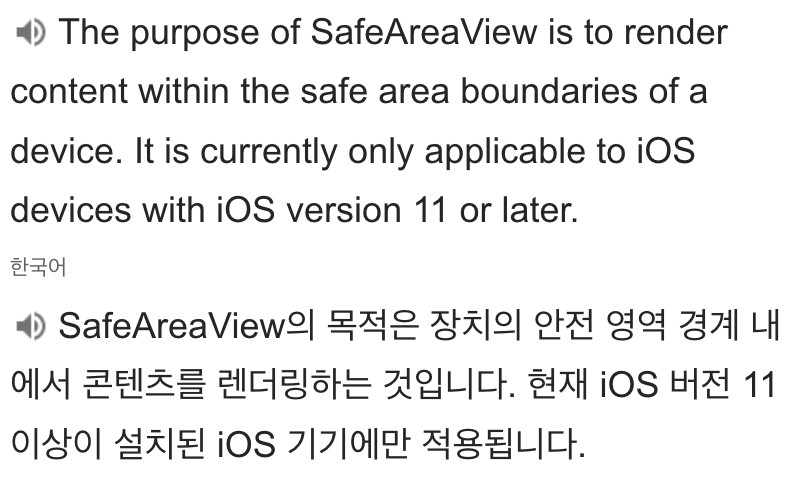 The purpose of SafeAreaView is to render
content within the safe area boundaries of a
device. It is currently only applicable to iOS
devices with iOS version 11 or later.
한국어
SafeAreaView의 목적은 장치의 안전 영역 경계 내
에서 콘텐츠를 렌더링하는 것입니다. 현재 iOS 버전 11
이상이 설치된 iOS 기기에만 적용됩니다.